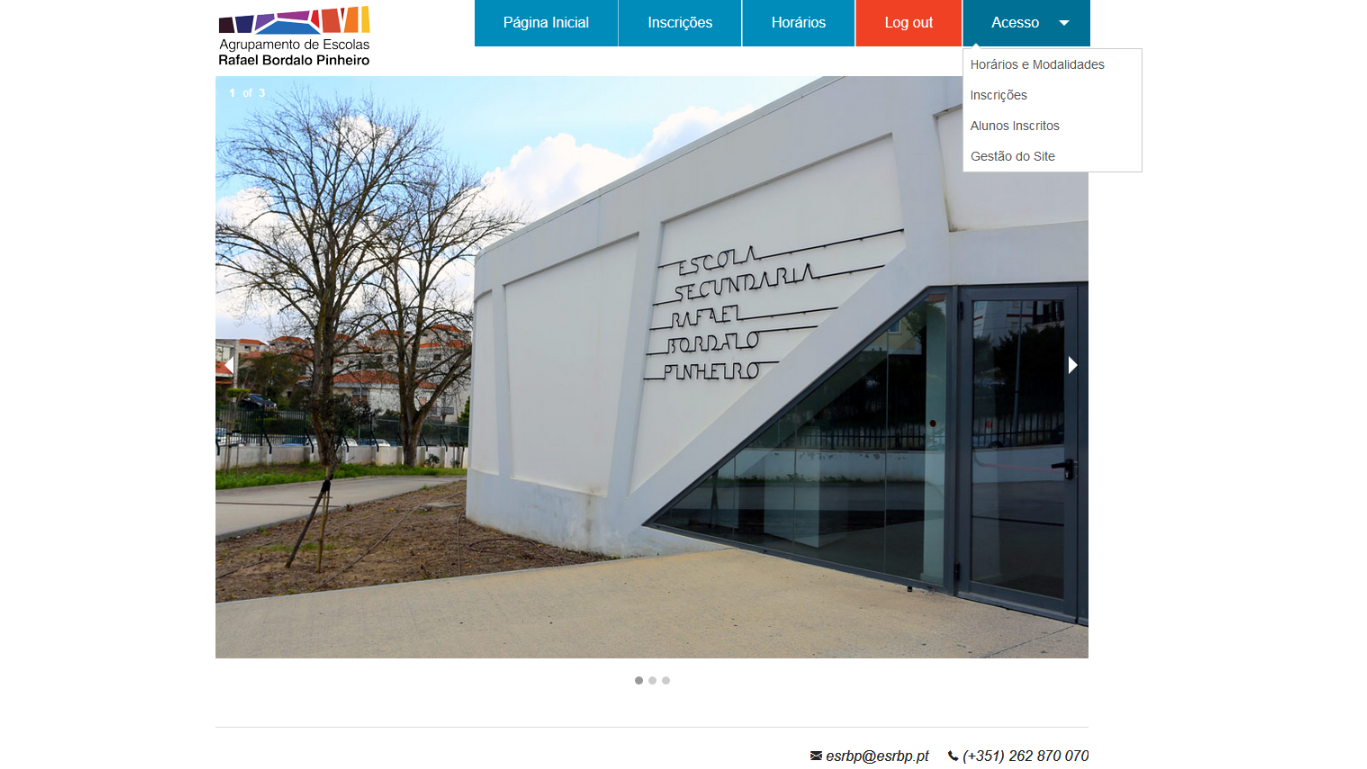 Agrupamento de Escolas
Rafael Bordalo Pinheiro
Página Inicial
Inscrições
Horários
Log out
Acesso
Horários e Modalidades
Inscrições
Alunos Inscritos
Gestão do Site
1 of 3
ESCOLA
SECUNDARIA
RAFAEL
BORDALO
PINHEIRO
esrbp@esrbp.pt (+351) 262 870 070